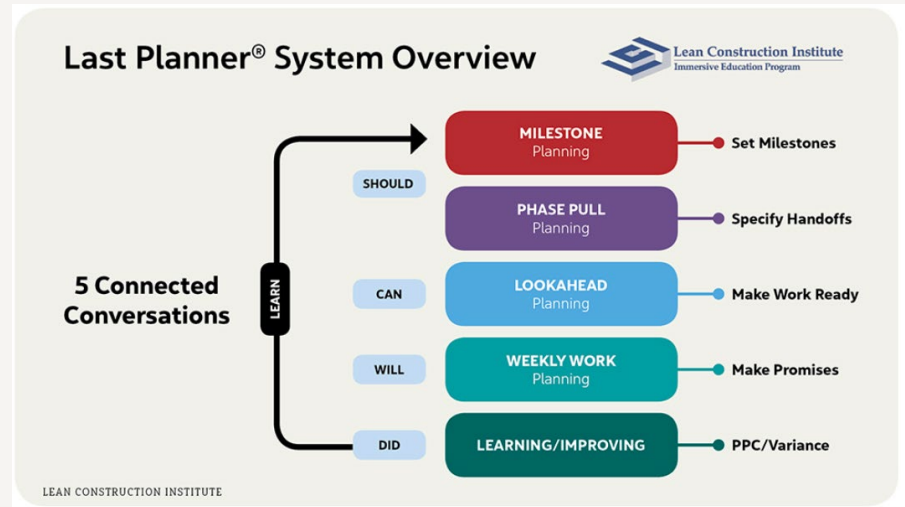 Last Planner® System Overview
Lean Construction Institute
Immersive Education Program
5 Connected
Conversations
LEARN
SHOULD
CAN
WILL
DID
MILESTONE
Planning
Set Milestones
PHASE PULL
Planning
Specify Handoffs
LOOKAHEAD
Planning
Make Work Ready
WEEKLY WORK
Planning
Make Promises
LEARNING/IMPROVING
PPC/Variance
LEAN CONSTRUCTION INSTITUTE